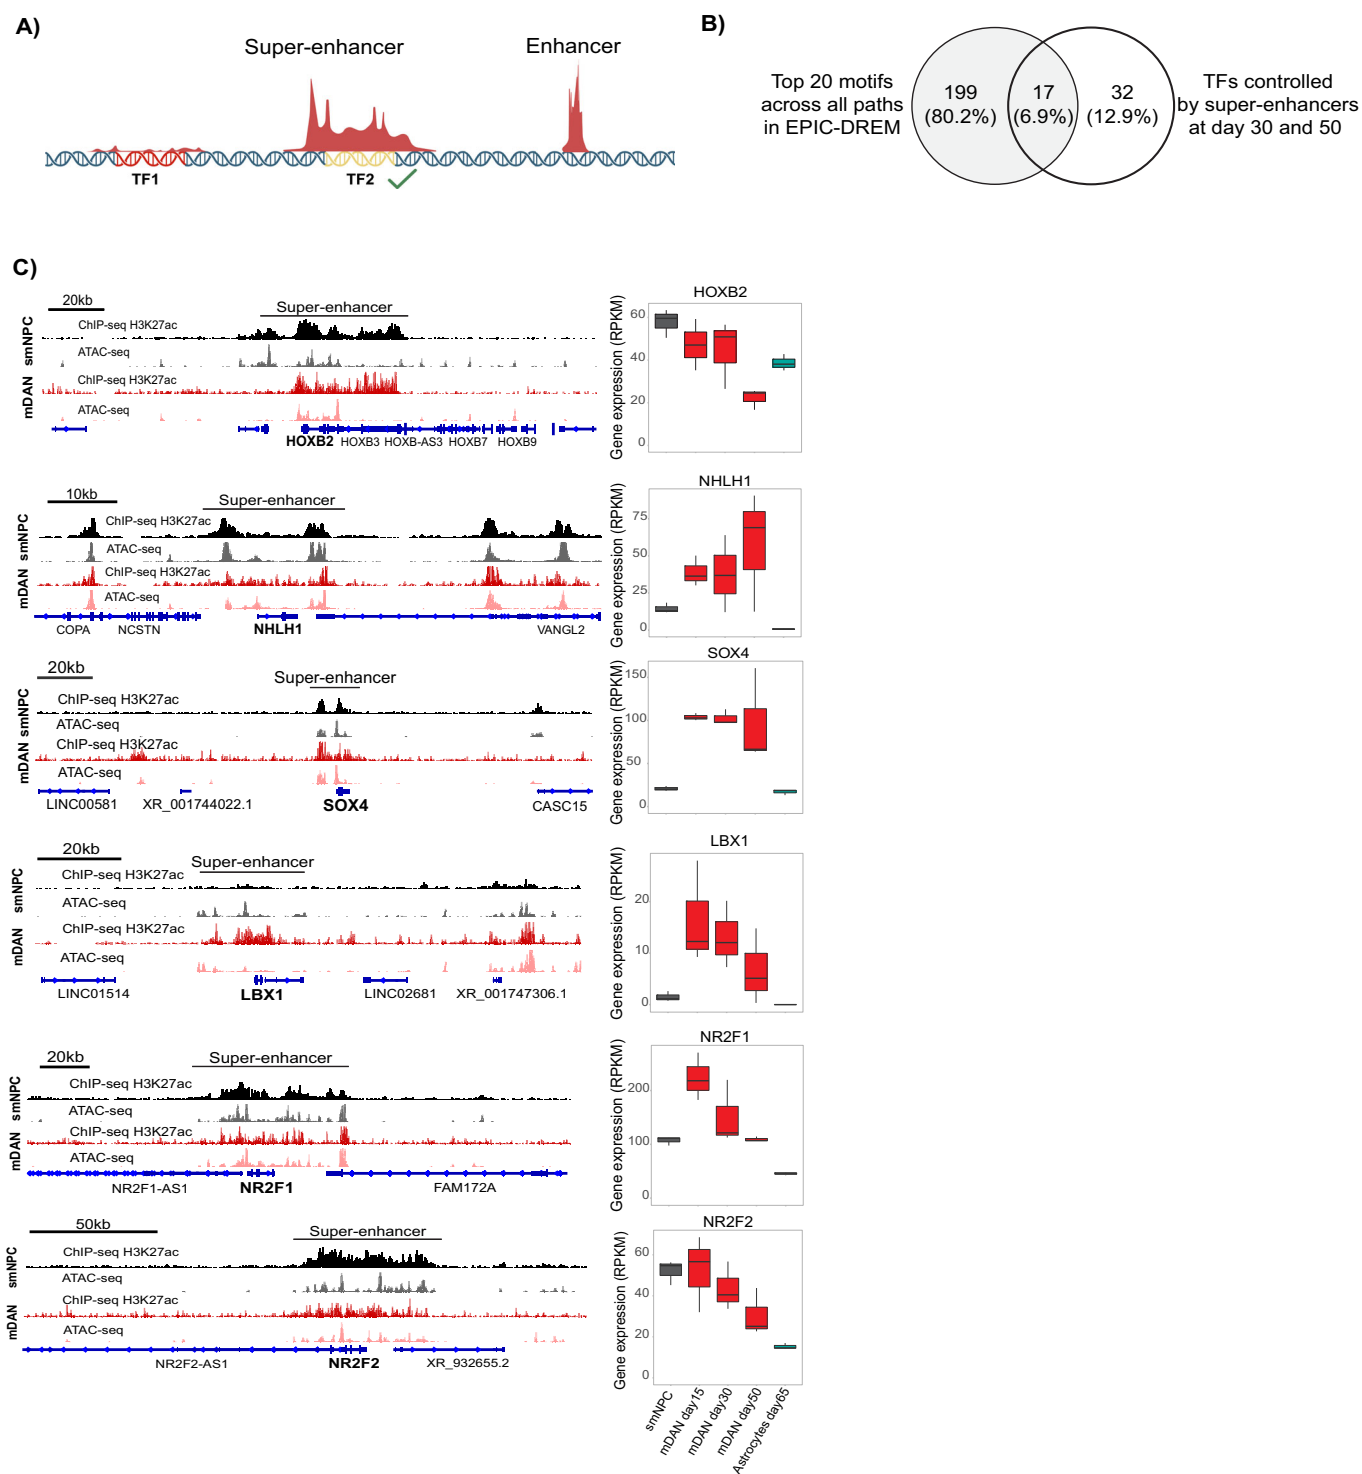 A)
Super-enhancer
Enhancer
TF1
TF2
B)
Top 20 motifs
across all paths
in EPIC-DREM
199
(80.2%)
17
(6.9%)
32
(12.9%)
TFs controlled
by super-enhancers
at day 30 and 50
C)
20kb
Super-enhancer
smNPC
ChIP-seq H3K27ac
ATAC-seq
mDAN
ChIP-seq H3K27ac
ATAC-seq
HOXB2 HOXB3 HOXB-AS3 HOXB7 HOXB9
HOXB2
Gene expression (RPKM)
60
40
20
0
10kb
Super-enhancer
smNPC
ChIP-seq H3K27ac
ATAC-seq
mDAN
ChIP-seq H3K27ac
ATAC-seq
COPA NCSTN NHLH1 VANGL2
NHLH1
Gene expression (RPKM)
75
50
25
0
20kb
Super-enhancer
smNPC
ChIP-seq H3K27ac
ATAC-seq
mDAN
ChIP-seq H3K27ac
ATAC-seq
LINC00581 XR_001744022.1 SOX4 CASC15
SOX4
Gene expression (RPKM)
150
100
50
0
20kb
Super-enhancer
smNPC
ChIP-seq H3K27ac
ATAC-seq
mDAN
ChIP-seq H3K27ac
ATAC-seq
LINC01514 LBX1 LINC02681 XR_001747306.1
LBX1
Gene expression (RPKM)
20
10
0
20kb
Super-enhancer
smNPC
ChIP-seq H3K27ac
ATAC-seq
mDAN
ChIP-seq H3K27ac
ATAC-seq
NR2F1-AS1 NR2F1 FAM172A
NR2F1
Gene expression (RPKM)
200
100
0
50kb
Super-enhancer
smNPC
ChIP-seq H3K27ac
ATAC-seq
mDAN
ChIP-seq H3K27ac
ATAC-seq
NR2F2-AS1 NR2F2 XR_932655.2
NR2F2
Gene expression (RPKM)
60
40
20
0
smNPC
mDAN day15
mDAN day30
mDAN day50
Astrocytes day65